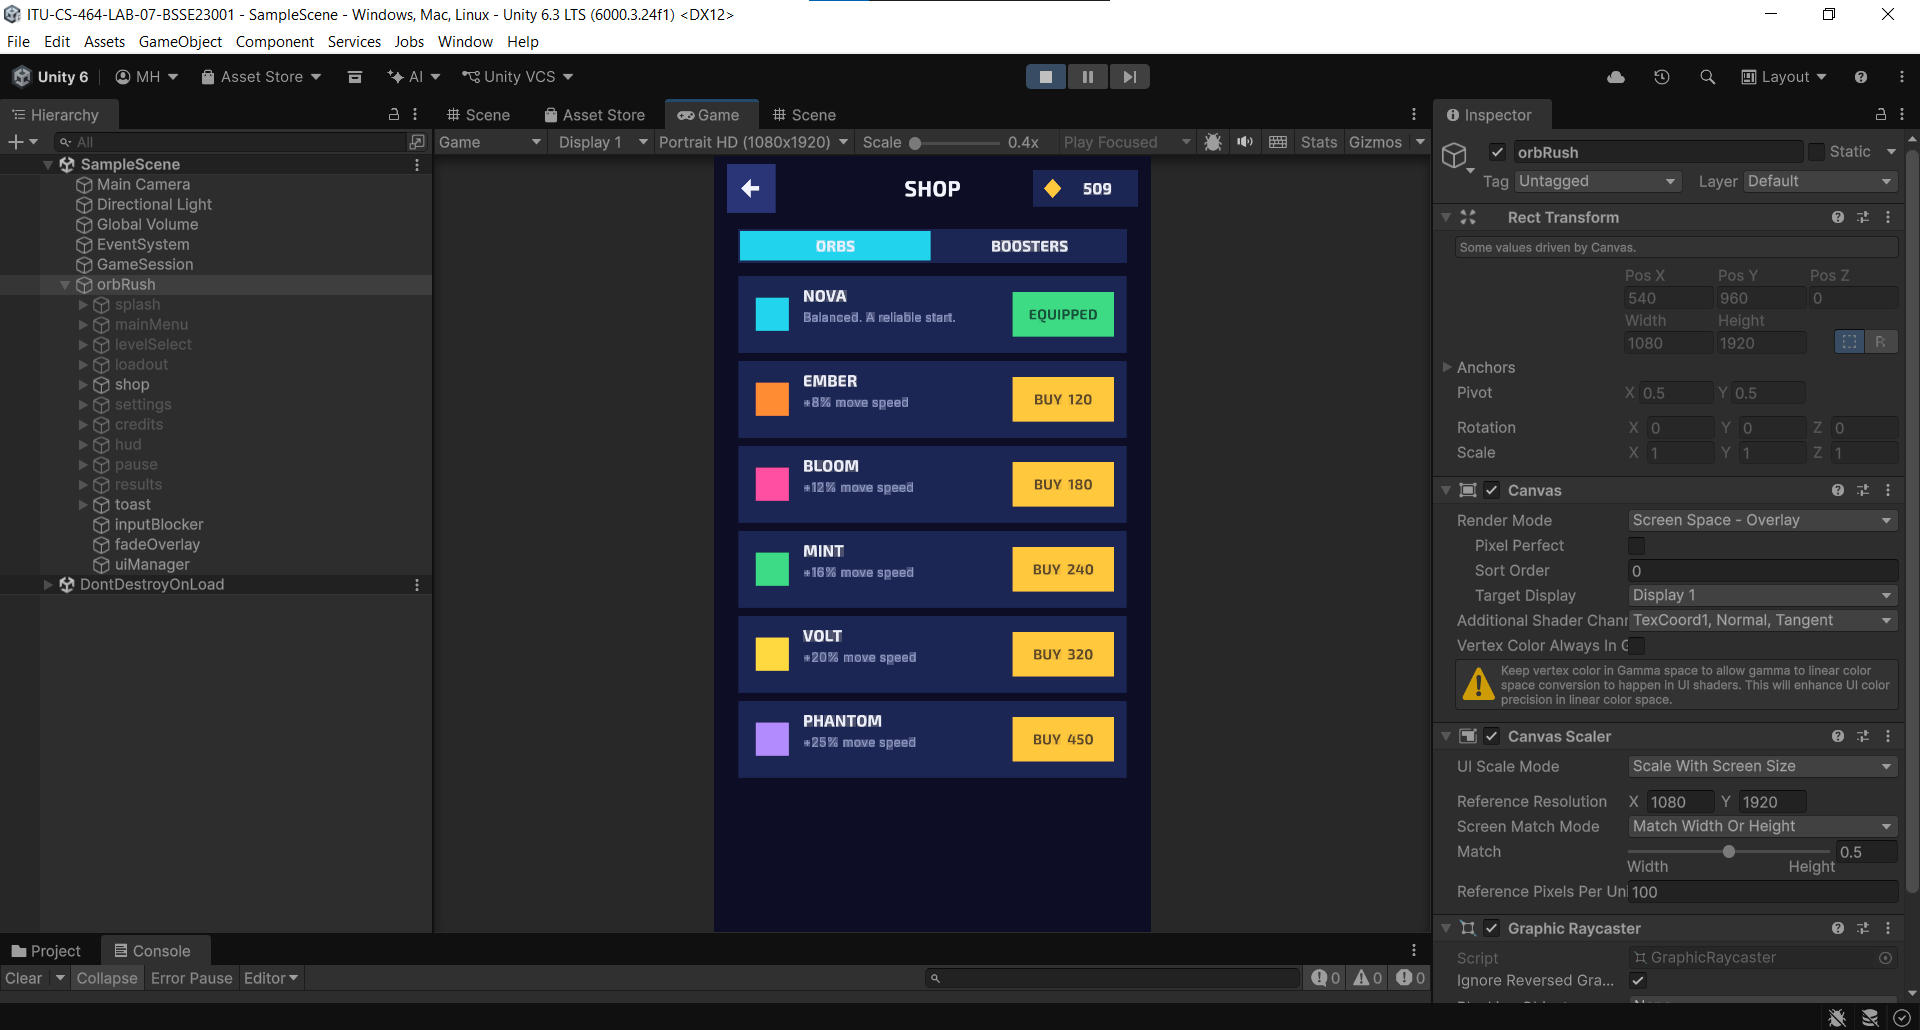 ITU-CS-464-LAB-07-BSSE23001 - SampleScene - Windows, Mac, Linux - Unity 6.3 LTS (6000.3.24f1) <DX12>
File Edit Assets GameObject Component Services Jobs Window Help
Unity 6 MH Asset Store AI Unity VCS Layout
Hierarchy
All
SampleScene
Main Camera
Directional Light
Global Volume
EventSystem
GameSession
orbRush
splash
mainMenu
levelSelect
loadout
shop
settings
credits
hud
pause
results
toast
inputBlocker
fadeOverlay
uiManager
DontDestroyOnLoad
Scene Asset Store Game Scene
Game Display 1 Portrait HD (1080x1920) Scale 0.4x Play Focused Stats Gizmos
SHOP 509
ORBS BOOSTERS
NOVA
Balanced. A reliable start.
EQUIPPED
EMBER
+8% move speed
BUY 120
BLOOM
+12% move speed
BUY 180
MINT
+16% move speed
BUY 240
VOLT
+20% move speed
BUY 320
PHANTOM
+25% move speed
BUY 450
Inspector
orbRush Static
Tag Untagged Layer Default
Rect Transform
Some values driven by Canvas.
Pos X Pos Y Pos Z
540 960 0
Width Height
1080 1920 R
Anchors
Pivot X 0.5 Y 0.5
Rotation X 0 Y 0 Z 0
Scale X 1 Y 1 Z 1
Canvas
Render Mode Screen Space - Overlay
Pixel Perfect
Sort Order 0
Target Display Display 1
Additional Shader Chann TexCoord1, Normal, Tangent
Vertex Color Always In G
Keep vertex color in Gamma space to allow gamma to linear color
space conversion to happen in UI shaders. This will enhance UI color
precision in linear color space.
Canvas Scaler
UI Scale Mode Scale With Screen Size
Reference Resolution X 1080 Y 1920
Screen Match Mode Match Width Or Height
Match 0.5
Width Height
Reference Pixels Per Uni 100
Graphic Raycaster
Script GraphicRaycaster
Ignore Reversed Gra...
Project Console
Clear Collapse Error Pause Editor 0 0 0